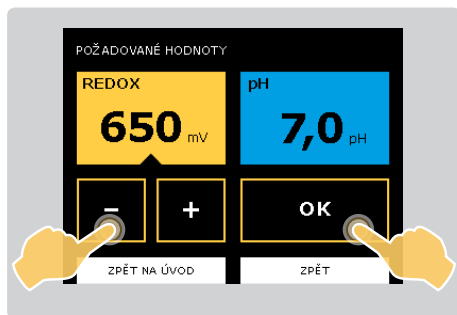 POŽADOVANÉ HODNOTY
REDOX
650 mV
pH
7,0 pH
- +
OK
ZPĚT NA ÚVOD
ZPĚT